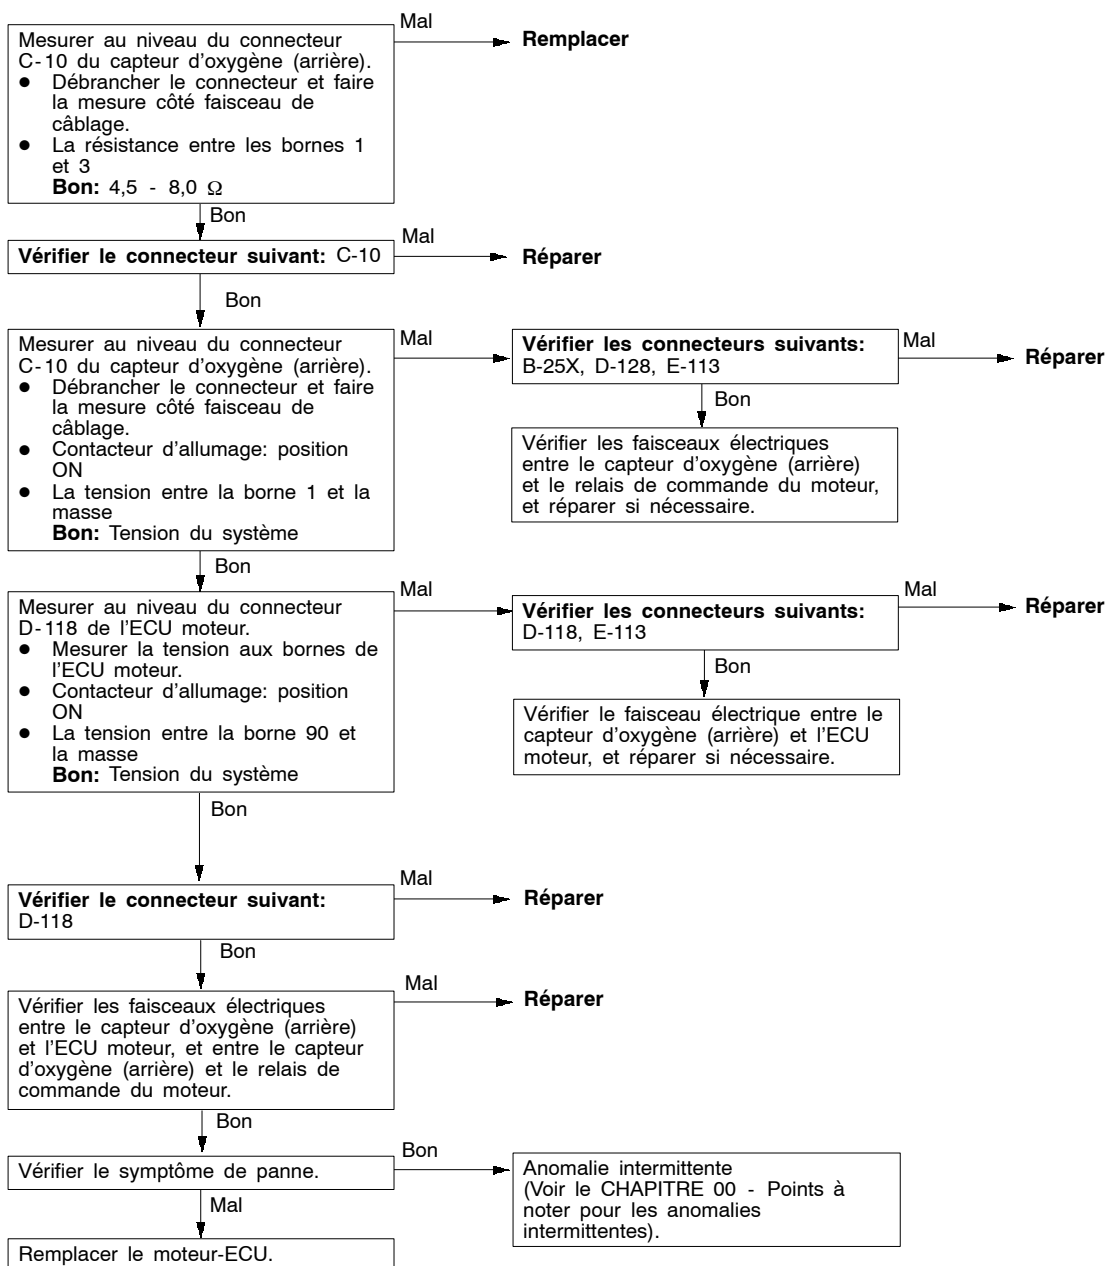 Mesurer au niveau du connecteur
C-10 du capteur d'oxygène (arrière).
● Débrancher le connecteur et faire
la mesure côté faisceau de
câblage.
● La résistance entre les bornes 1
et 3
Bon: 4,5 - 8,0 Ω
Mal
Remplacer
Bon
Vérifier le connecteur suivant: C-10
Mal
Réparer
Bon
Mesurer au niveau du connecteur
C-10 du capteur d'oxygène (arrière).
● Débrancher le connecteur et faire
la mesure côté faisceau de
câblage.
● Contacteur d'allumage: position
ON
● La tension entre la borne 1 et la
masse
Bon: Tension du système
Mal
Vérifier les connecteurs suivants:
B-25X, D-128, E-113
Mal
Réparer
Bon
Vérifier les faisceaux électriques
entre le capteur d'oxygène (arrière)
et le relais de commande du moteur,
et réparer si nécessaire.
Bon
Mesurer au niveau du connecteur
D-118 de l'ECU moteur.
● Mesurer la tension aux bornes de
l'ECU moteur.
● Contacteur d'allumage: position
ON
● La tension entre la borne 90 et
la masse
Bon: Tension du système
Mal
Vérifier les connecteurs suivants:
D-118, E-113
Mal
Réparer
Bon
Vérifier le faisceau électrique entre le
capteur d'oxygène (arrière) et l'ECU
moteur, et réparer si nécessaire.
Bon
Vérifier le connecteur suivant:
D-118
Mal
Réparer
Bon
Vérifier les faisceaux électriques
entre le capteur d'oxygène (arrière)
et l'ECU moteur, et entre le capteur
d'oxygène (arrière) et le relais de
commande du moteur.
Mal
Réparer
Bon
Vérifier le symptôme de panne.
Bon
Anomalie intermittente
(Voir le CHAPITRE 00 - Points à
noter pour les anomalies
intermittentes).
Mal
Remplacer le moteur-ECU.